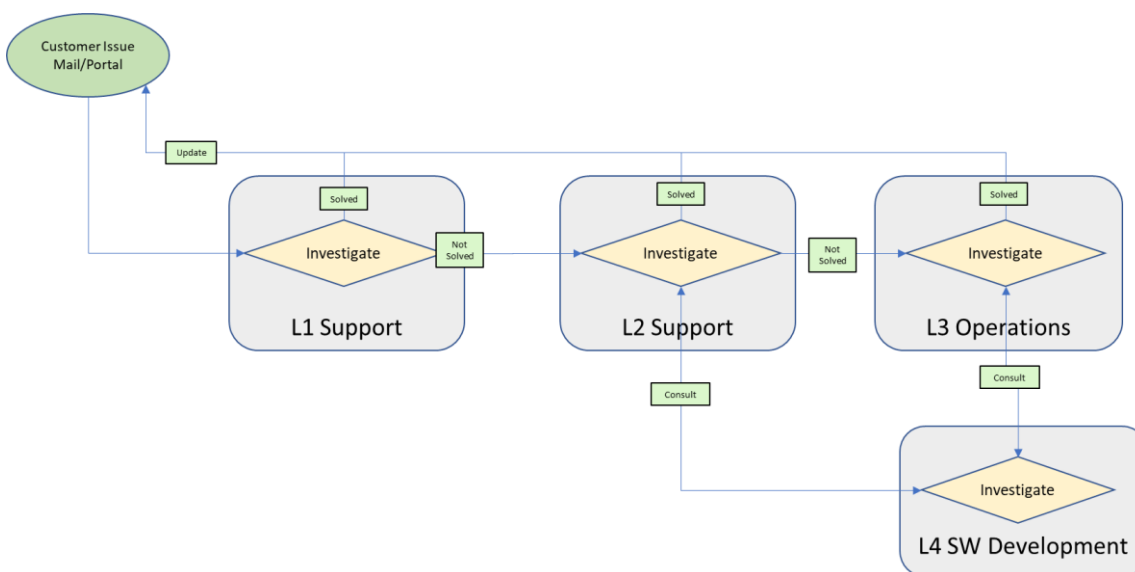 Customer Issue
Mail/Portal
Update
Solved
Solved
Solved
Investigate
Not
Solved
Investigate
Not
Solved
Investigate
L1 Support
L2 Support
L3 Operations
Consult
Consult
Investigate
L4 SW Development